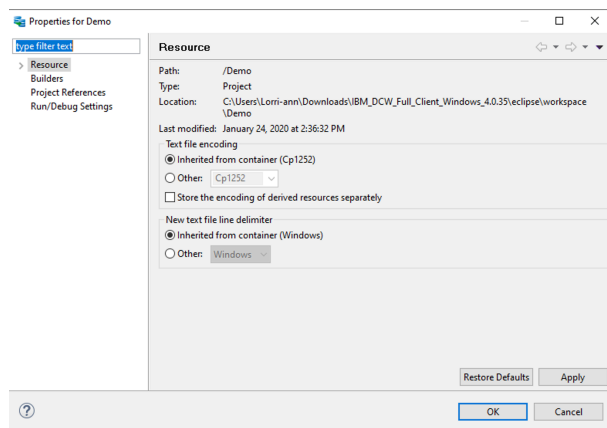 Properties for Demo
type filter text
Resource
Builders
Project References
Run/Debug Settings
Resource
Path: /Demo
Type: Project
Location: C:\Users\Lorri-ann\Downloads\IBM_DCW_Full_Client_Windows_4.0.35\eclipse\workspace
\Demo
Last modified: January 24, 2020 at 2:36:32 PM
Text file encoding
Inherited from container (Cp1252)
Other: Cp1252
Store the encoding of derived resources separately
New text file line delimiter
Inherited from container (Windows)
Other: Windows
Restore Defaults Apply
? OK Cancel